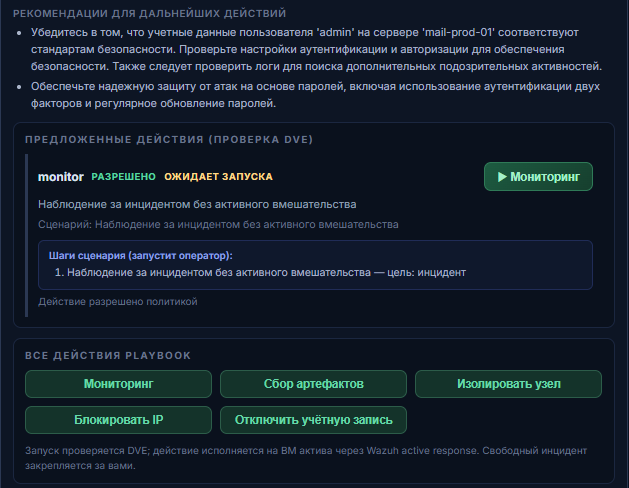 РЕКОМЕНДАЦИИ ДЛЯ ДАЛЬНЕЙШИХ ДЕЙСТВИЙ
• Убедитесь в том, что учетные данные пользователя 'admin' на сервере 'mail-prod-01' соответствуют
стандартам безопасности. Проверьте настройки аутентификации и авторизации для обеспечения
безопасности. Также следует проверить логи для поиска дополнительных подозрительных активностей.
• Обеспечьте надежную защиту от атак на основе паролей, включая использование аутентификации двух
факторов и регулярное обновление паролей.
ПРЕДЛОЖЕННЫЕ ДЕЙСТВИЯ (ПРОВЕРКА DVE)
monitor РАЗРЕШЕНО ОЖИДАЕТ ЗАПУСКА
▶ Мониторинг
Наблюдение за инцидентом без активного вмешательства
Сценарий: Наблюдение за инцидентом без активного вмешательства
Шаги сценария (запустит оператор):
1. Наблюдение за инцидентом без активного вмешательства — цель: инцидент
Действие разрешено политикой
ВСЕ ДЕЙСТВИЯ PLAYBOOK
Мониторинг
Сбор артефактов
Изолировать узел
Блокировать IP
Отключить учётную запись
Запуск проверяется DVE; действие исполняется на ВМ актива через Wazuh active response. Свободный инцидент
закрепляется за вами.